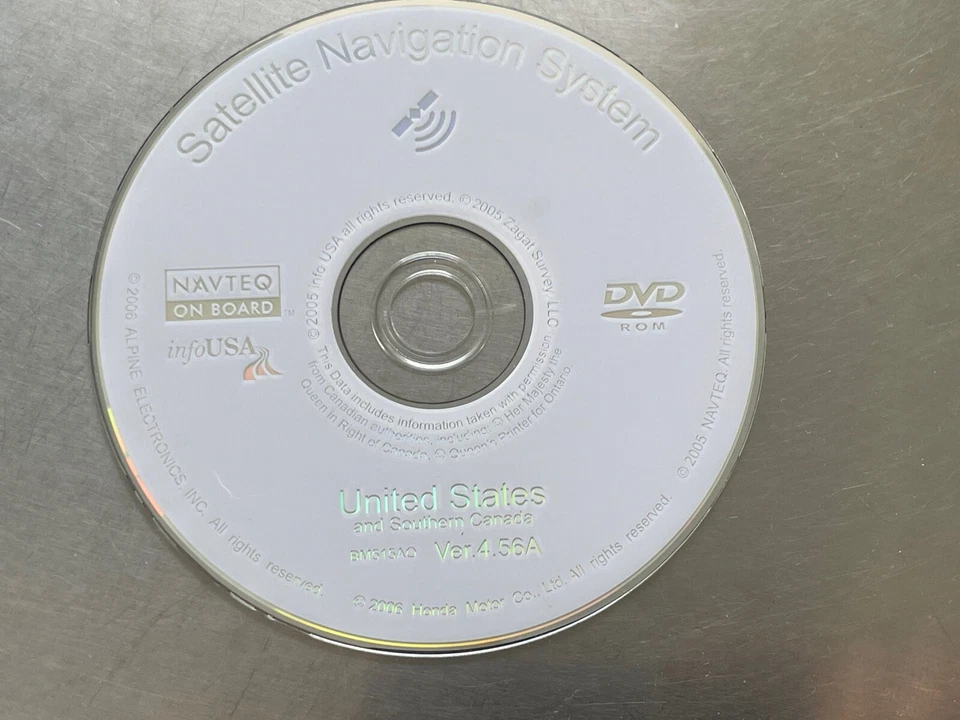 Satellite Navigation System
© 2005 Info USA all rights reserved. © 2005 Zagat Survey, LLC
NAVTEQ
ON BOARD™
infoUSA
DVD
ROM
This Data includes information taken with permission
from Canadian authorities, including: © Her Majesty the
Queen in Right of Canada, © Queen's Printer for Ontario.
United States
and Southern Canada
BM515AO Ver.4.56A
© 2006 ALPINE ELECTRONICS INC. All rights reserved.
© 2006 Honda Motor Co., Ltd. All rights reserved.
© 2005 NAVTEQ. All rights reserved.